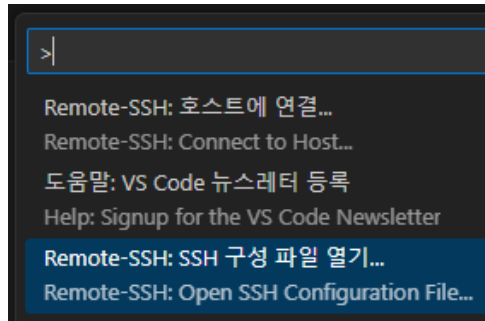 >
Remote-SSH: 호스트에 연결...
Remote-SSH: Connect to Host...
도움말: VS Code 뉴스레터 등록
Help: Signup for the VS Code Newsletter
Remote-SSH: SSH 구성 파일 열기...
Remote-SSH: Open SSH Configuration File...